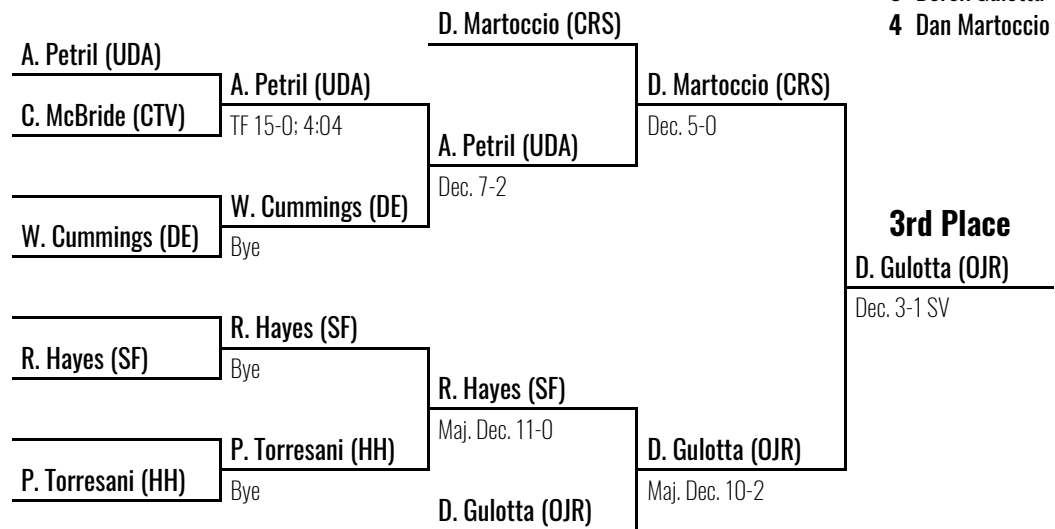 4 Dan Martoccio
D. Martoccio (CRS)
A. Petril (UDA)
A. Petril (UDA)
D. Martoccio (CRS)
C. McBride (CTV)
TF 15-0; 4:04
Dec. 5-0
A. Petril (UDA)
Dec. 7-2
W. Cummings (DE)
W. Cummings (DE)
Bye
3rd Place
D. Gulotta (OJR)
Dec. 3-1 SV
R. Hayes (SF)
R. Hayes (SF)
Bye
R. Hayes (SF)
Maj. Dec. 11-0
P. Torresani (HH)
P. Torresani (HH)
Bye
D. Gulotta (OJR)
Maj. Dec. 10-2
D. Gulotta (OJR)